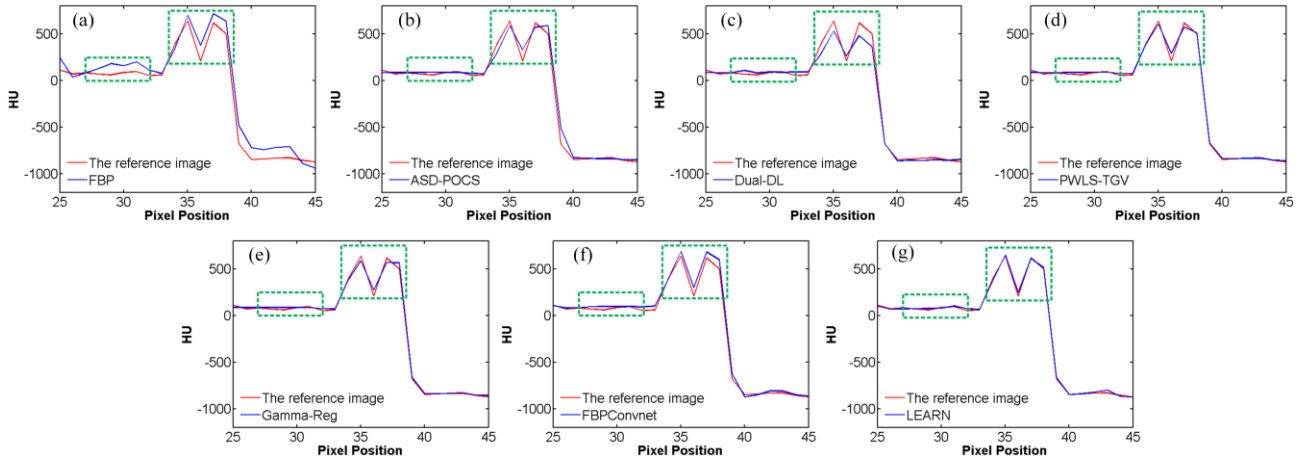 (a)
500
0
-500
-1000
HU
The reference image
FBP
25 30 35 40 45
Pixel Position
(b)
500
0
-500
-1000
HU
The reference image
ASD-POCS
25 30 35 40 45
Pixel Position
(c)
500
0
-500
-1000
HU
The reference image
Dual-DL
25 30 35 40 45
Pixel Position
(d)
500
0
-500
-1000
HU
The reference image
PWLS-TGV
25 30 35 40 45
Pixel Position
(e)
500
0
-500
-1000
HU
The reference image
Gamma-Reg
25 30 35 40 45
Pixel Position
(f)
500
0
-500
-1000
HU
The reference image
FBPConvnet
25 30 35 40 45
Pixel Position
(g)
500
0
-500
-1000
HU
The reference image
LEARN
25 30 35 40 45
Pixel Position